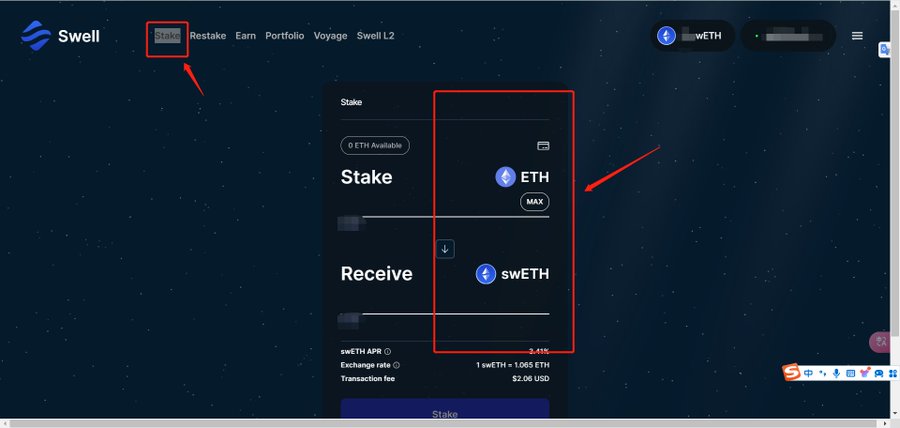 Swell
Stake Restake Earn Portfolio Voyage Swell L2
wETH
Stake
0 ETH Available
Stake ETH
MAX
Receive swETH
swETH APR 3.41%
Exchange rate 1 swETH = 1.065 ETH
Transaction fee $2.06 USD
Stake
中